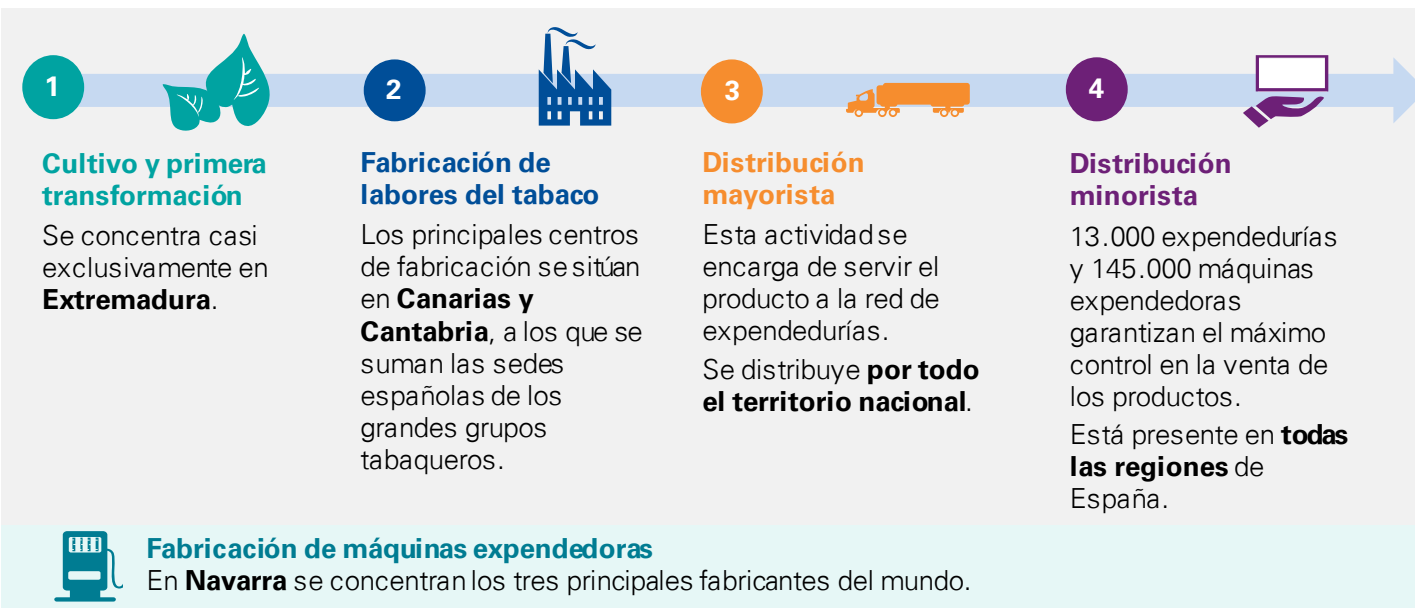 1
Cultivo y primera
transformación
Se concentra casi
exclusivamente en
Extremadura.
2
Fabricación de
labores del tabaco
Los principales centros
de fabricación se sitúan
en Canarias y
Cantabria, a los que se
suman las sedes
españolas de los
grandes grupos
tabaqueros.
3
Distribución
mayorista
Esta actividad se
encarga de servir el
producto a la red de
expendedurías.
Se distribuye por todo
el territorio nacional.
4
Distribución
minorista
13.000 expendedurías
y 145.000 máquinas
expendedoras
garantizan el máximo
control en la venta de
los productos.
Está presente en todas
las regiones de
España.
Fabricación de máquinas expendedoras
En Navarra se concentran los tres principales fabricantes del mundo.